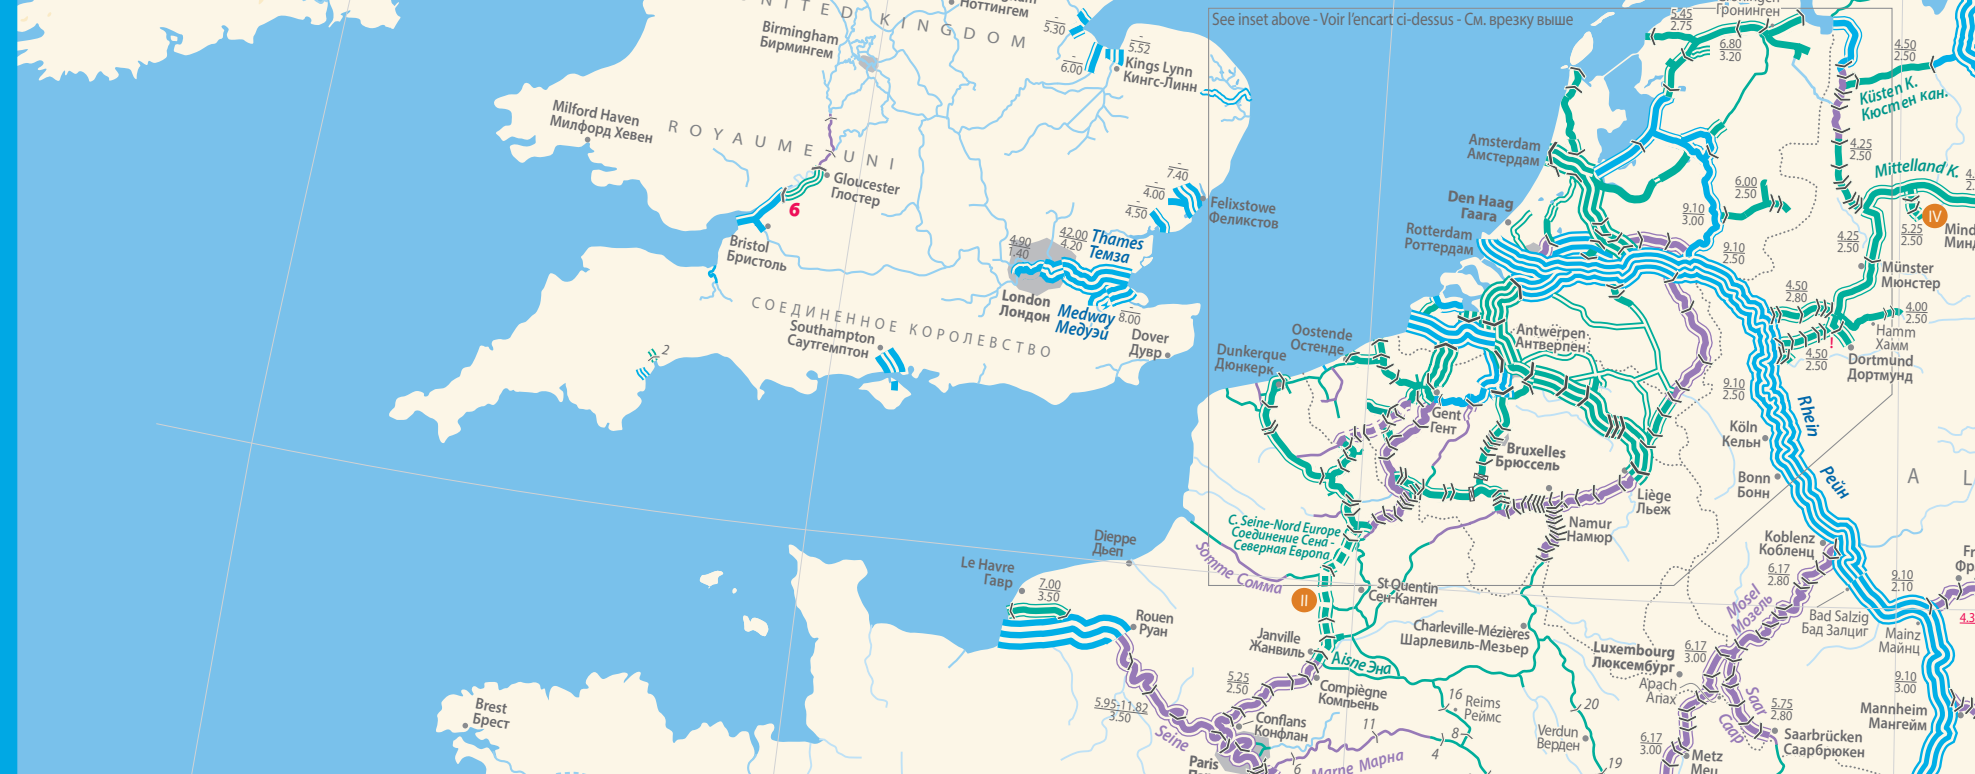 See inset above - Voir l'encart ci-dessus - См. врезку выше
Ноттингем
UNITED KINGDOM
Birmingham
Бирмингем
-
5.30
-
6.00
-
5.52
Kings Lynn
Кингс-Линн
Milford Haven
Милфорд Хевен
ROYAUME UNI
Gloucester
Глостер
6
Bristol
Бристоль
-
7.40
-
4.00
-
4.50
Felixstowe
Феликстов
4.90
1.40
42.00
4.20
Thames
Темза
London
Лондон
Medway
Медуэй
-
8.00
Dover
Дувр
СОЕДИНЕННОЕ КОРОЛЕВСТВО
Southampton
Саутгемптон
2
Гронинген
5.45
2.75
6.80
3.20
4.50
2.50
Küsten K.
Кюстен кан.
4.25
2.50
Mittelland K.
IV
5.25
2.50
Amsterdam
Амстердам
Den Haag
Гаага
Rotterdam
Роттердам
6.00
2.50
9.10
3.00
9.10
2.50
4.25
2.50
Münster
Мюнстер
4.50
2.80
4.00
2.50
Hamm
Хамм
!
4.50
2.50
Dortmund
Дортмунд
Oostende
Остенде
Dunkerque
Дюнкерк
Antwerpen
Антверпен
Gent
Гент
Bruxelles
Брюссель
9.10
2.50
Rhein
Рейн
Köln
Кельн
Bonn
Бонн
A L
Liège
Льеж
Namur
Намюр
C. Seine-Nord Europe
Соединение Сена -
Северная Европа
Somme Сомма
Dieppe
Дьеп
Le Havre
Гавр
7.00
3.50
Rouen
Руан
II
St Quentin
Сен-Кантен
Koblenz
Кобленц
6.17
2.80
Mosel
Мозель
9.10
2.10
Bad Salzig
Бад Залциг
Mainz
Майнц
Janville
Жанвиль
Charleville-Mézières
Шарлевиль-Мезьер
Luxembourg
Люксембург
6.17
3.00
Apach
Апах
Aisne Эна
Compiègne
Компьень
5.25
2.50
5.95-11.82
3.50
Seine
Conflans
Конфлан
Paris
Marne Марна
6
11
4
8
16
Reims
Реймс
20
Verdun
Верден
19
6.17
3.00
Metz
Saar
Саар
5.75
2.80
Saarbrücken
Саарбрюкен
9.10
3.00
Mannheim
Мангейм
Brest
Брест